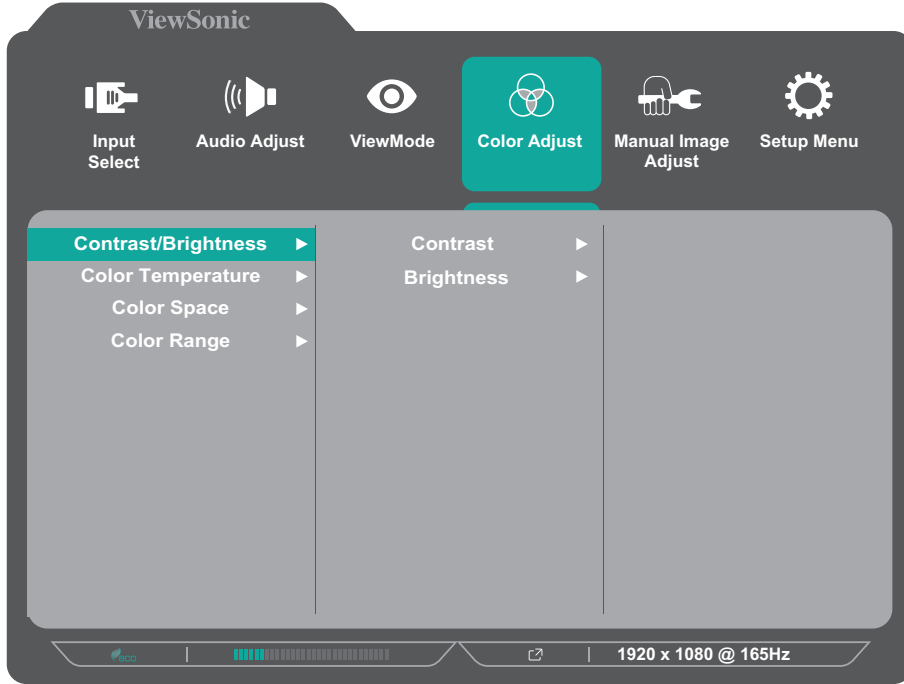 ViewSonic
Input Select
Audio Adjust
ViewMode
Color Adjust
Manual Image Adjust
Setup Menu
Contrast/Brightness
Contrast
Color Temperature
Brightness
Color Space
Color Range
eco
1920 x 1080 @ 165Hz